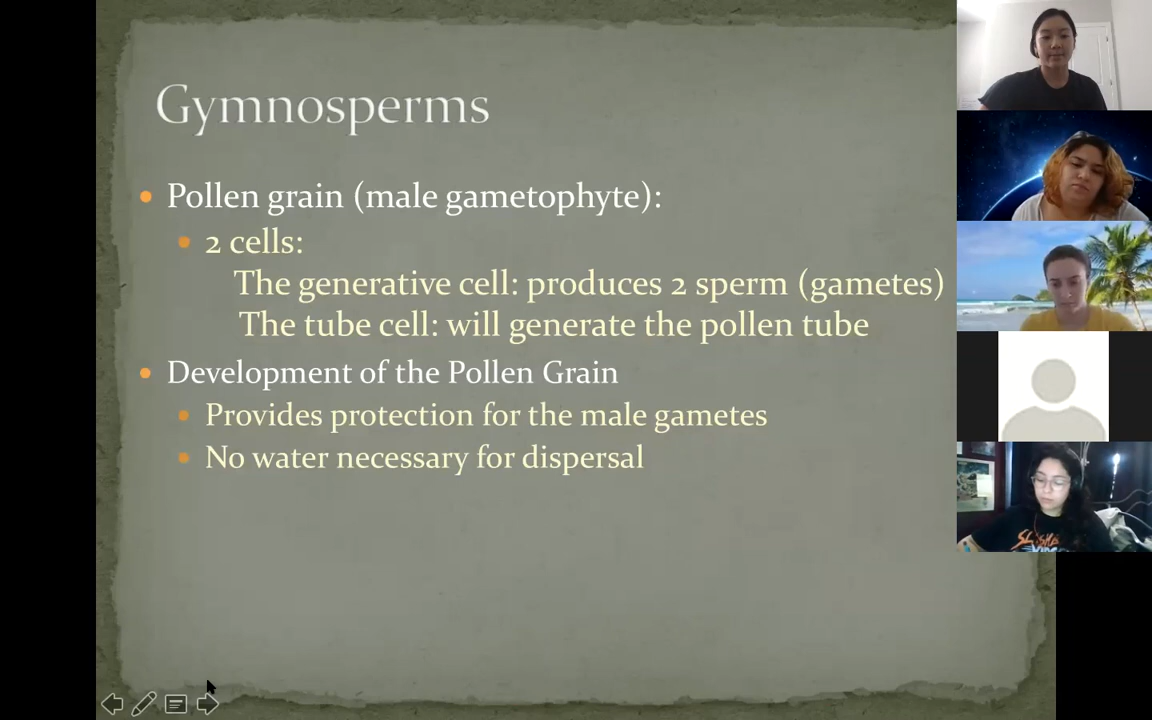 Gymnosperms
Pollen grain (male gametophyte):
2 cells:
The generative cell: produces 2 sperm (gametes)
The tube cell: will generate the pollen tube
Development of the Pollen Grain
Provides protection for the male gametes
No water necessary for dispersal